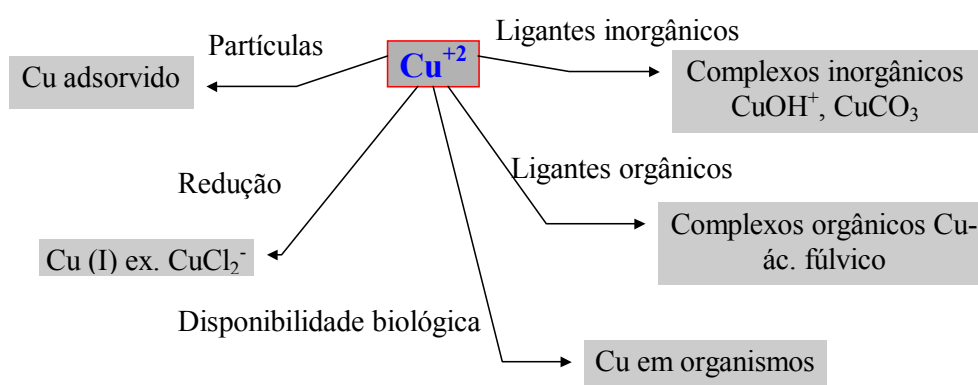 Partículas
Cu⁺²
Ligantes inorgânicos
Cu adsorvido
Complexos inorgânicos
CuOH⁺, CuCO₃
Redução
Ligantes orgânicos
Complexos orgânicos Cu-
ác. fúlvico
Cu (I) ex. CuCl₂⁻
Disponibilidade biológica
Cu em organismos